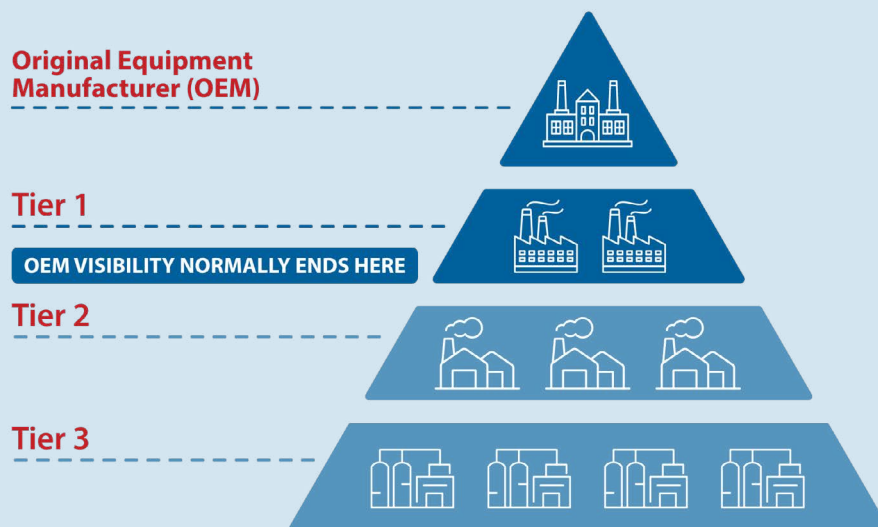 Original Equipment
Manufacturer (OEM)
Tier 1
OEM VISIBILITY NORMALLY ENDS HERE
Tier 2
Tier 3